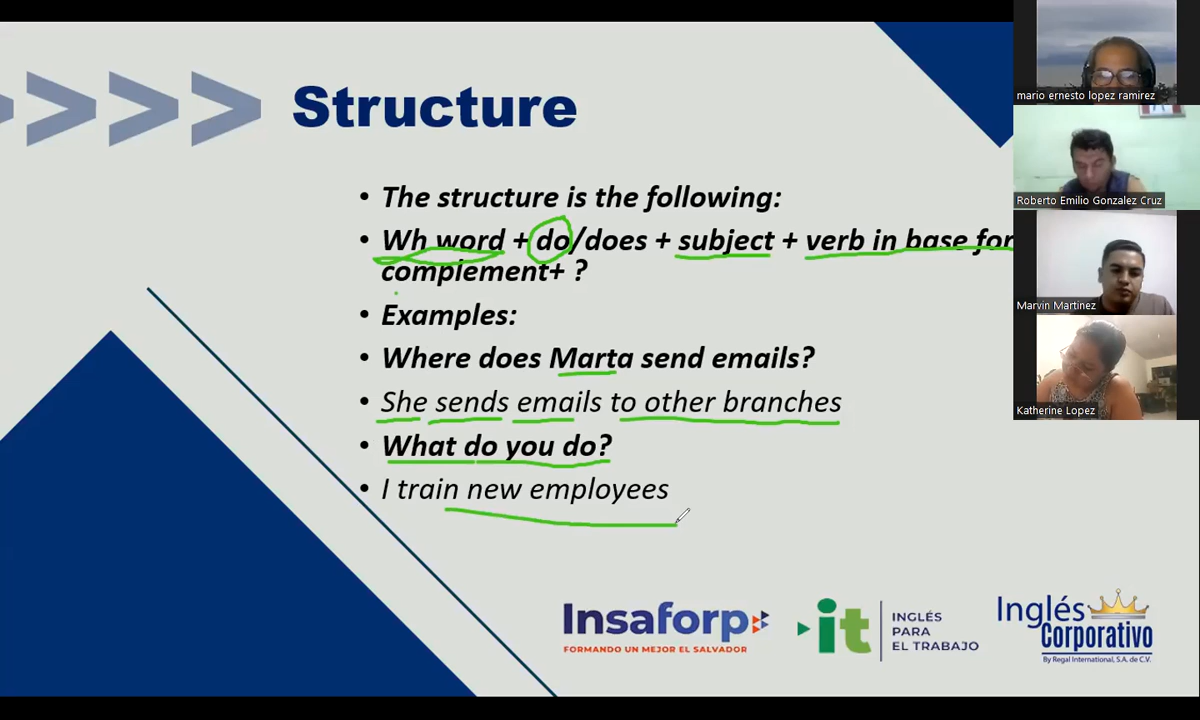 Structure
• The structure is the following:
• Wh word + do/does + subject + verb in base for
complement+ ?
• Examples:
• Where does Marta send emails?
• She sends emails to other branches
• What do you do?
• I train new employees
mario ernesto lopez ramirez
Roberto Emilio Gonzalez Cruz
Marvin Martinez
Katherine Lopez
Insaforp
FORMANDO UN MEJOR EL SALVADOR
it
INGLÉS
PARA
EL TRABAJO
Inglés
Corporativo
By Regal International, S.A. de C.V.